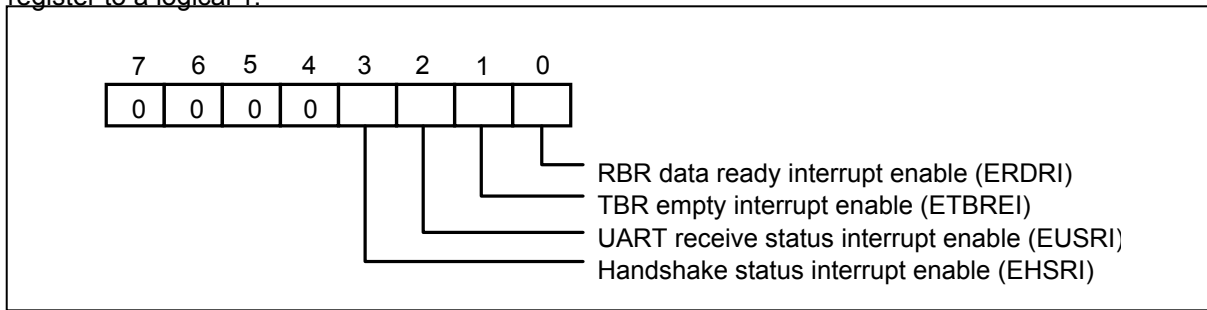 register to a logical 1.
7 6 5 4 3 2 1 0
0 0 0 0
RBR data ready interrupt enable (ERDRI)
TBR empty interrupt enable (ETBREI)
UART receive status interrupt enable (EUSRI)
Handshake status interrupt enable (EHSRI)